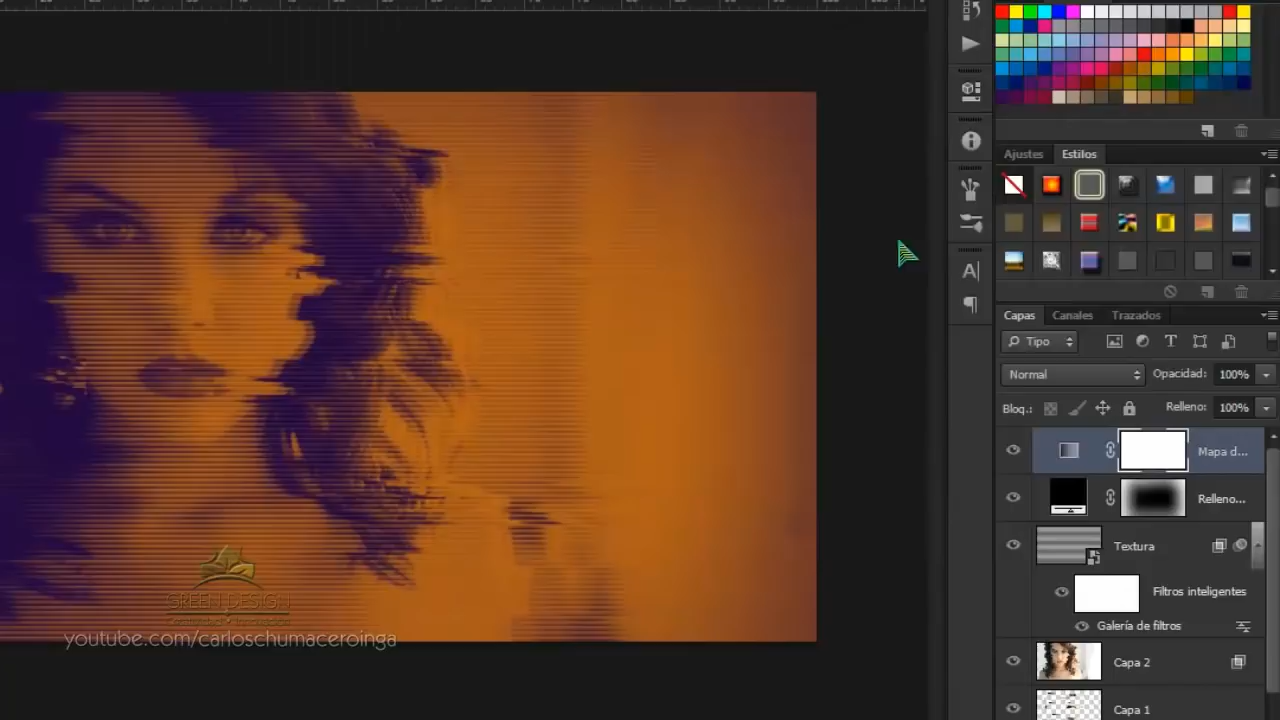 Ajustes Estilos
Capas Canales Trazados
Tipo T
Normal Opacidad: 100%
Bloq.: Relleno: 100%
Mapa d...
Relleno...
Textura
Filtros inteligentes
Galería de filtros
Capa 2
Capa 1
A
GREEN DESIGN
youtube.com/carloschumaceroinga